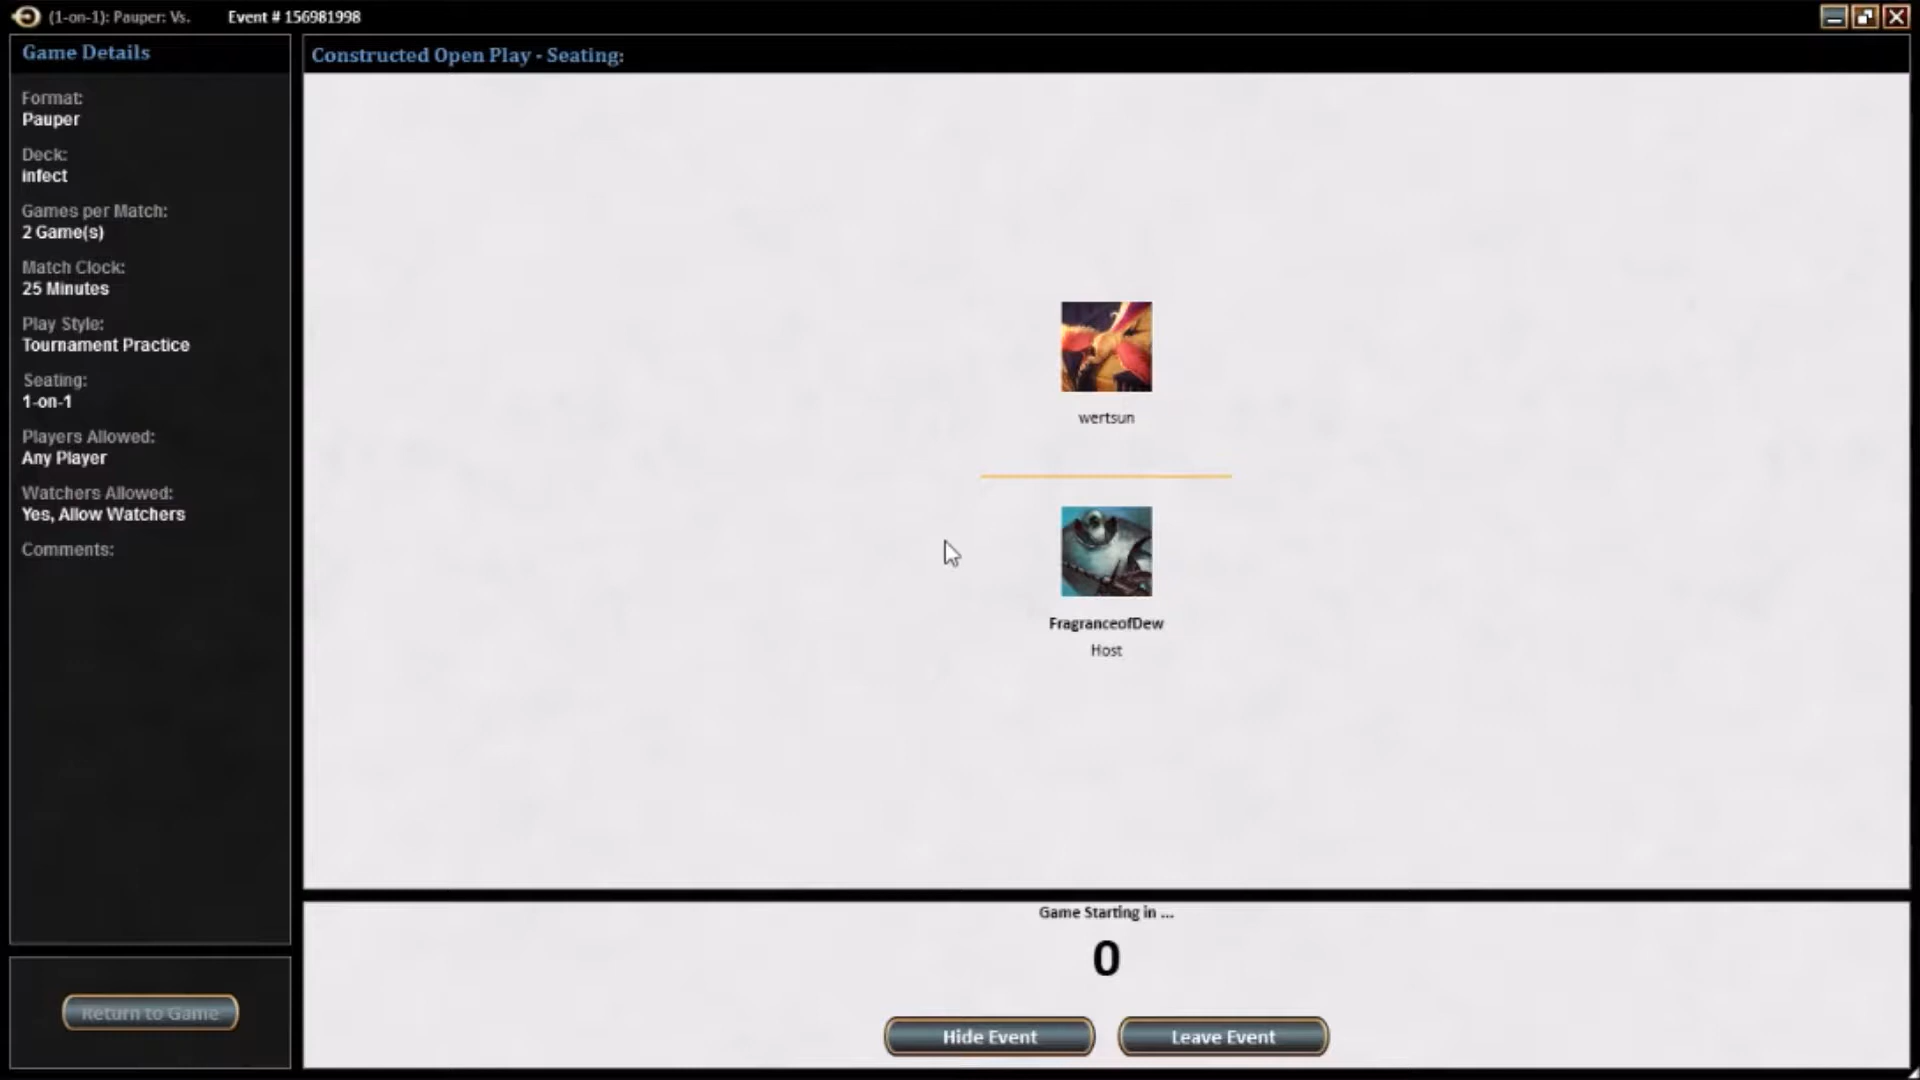 (1-on-1): Pauper: Vs. Event # 156981998
Game Details
Format:
Pauper
Deck:
infect
Games per Match:
2 Game(s)
Match Clock:
25 Minutes
Play Style:
Tournament Practice
Seating:
1-on-1
Players Allowed:
Any Player
Watchers Allowed:
Yes, Allow Watchers
Comments:
Return to Game
Constructed Open Play - Seating:
wertsun
FragranceofDew
Host
Game Starting in ...
0
Hide Event Leave Event